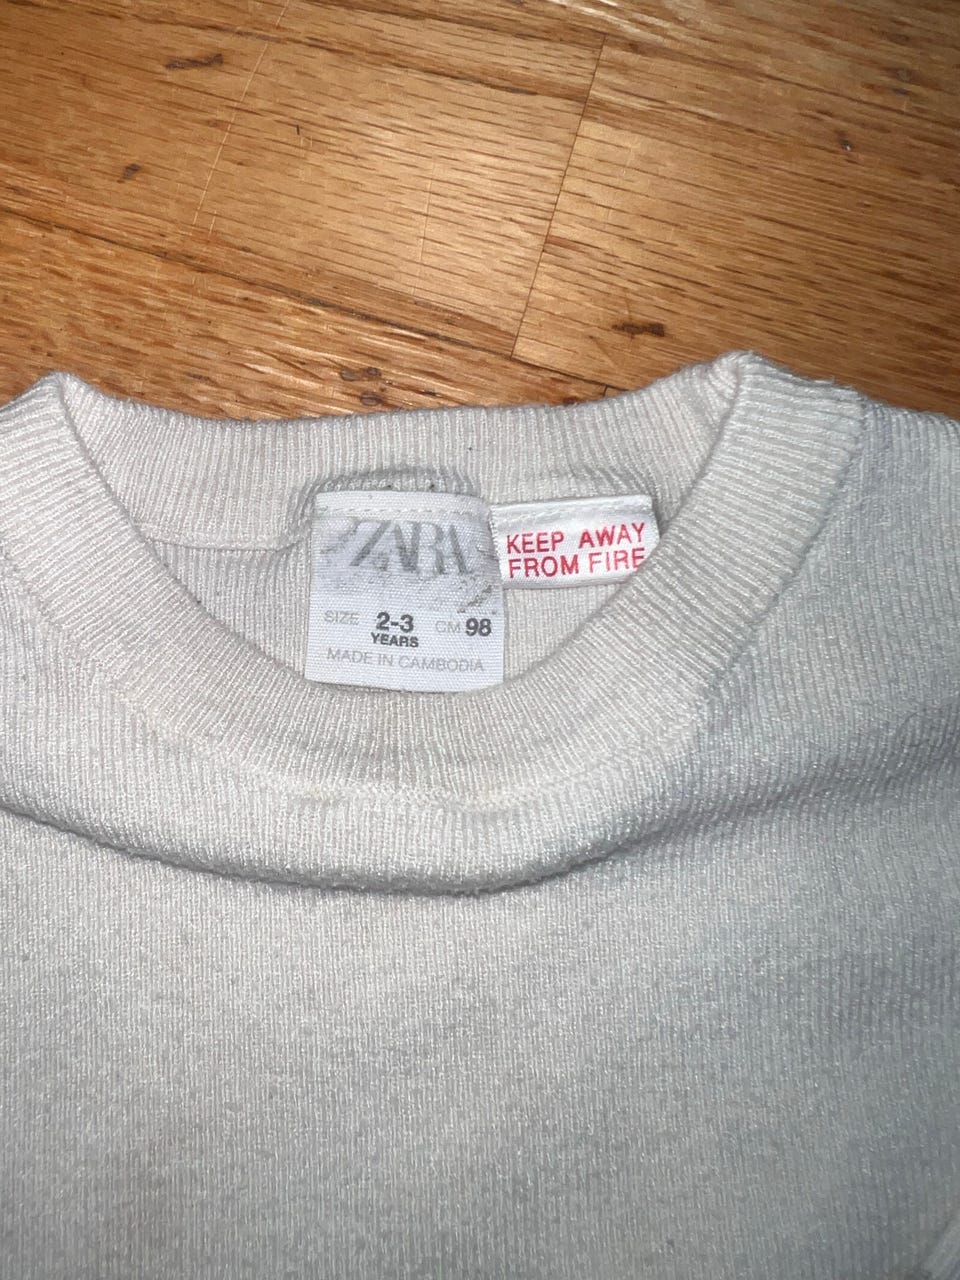 ZARA
SIZE 2-3 YEARS CM 98
MADE IN CAMBODIA
KEEP AWAY
FROM FIRE